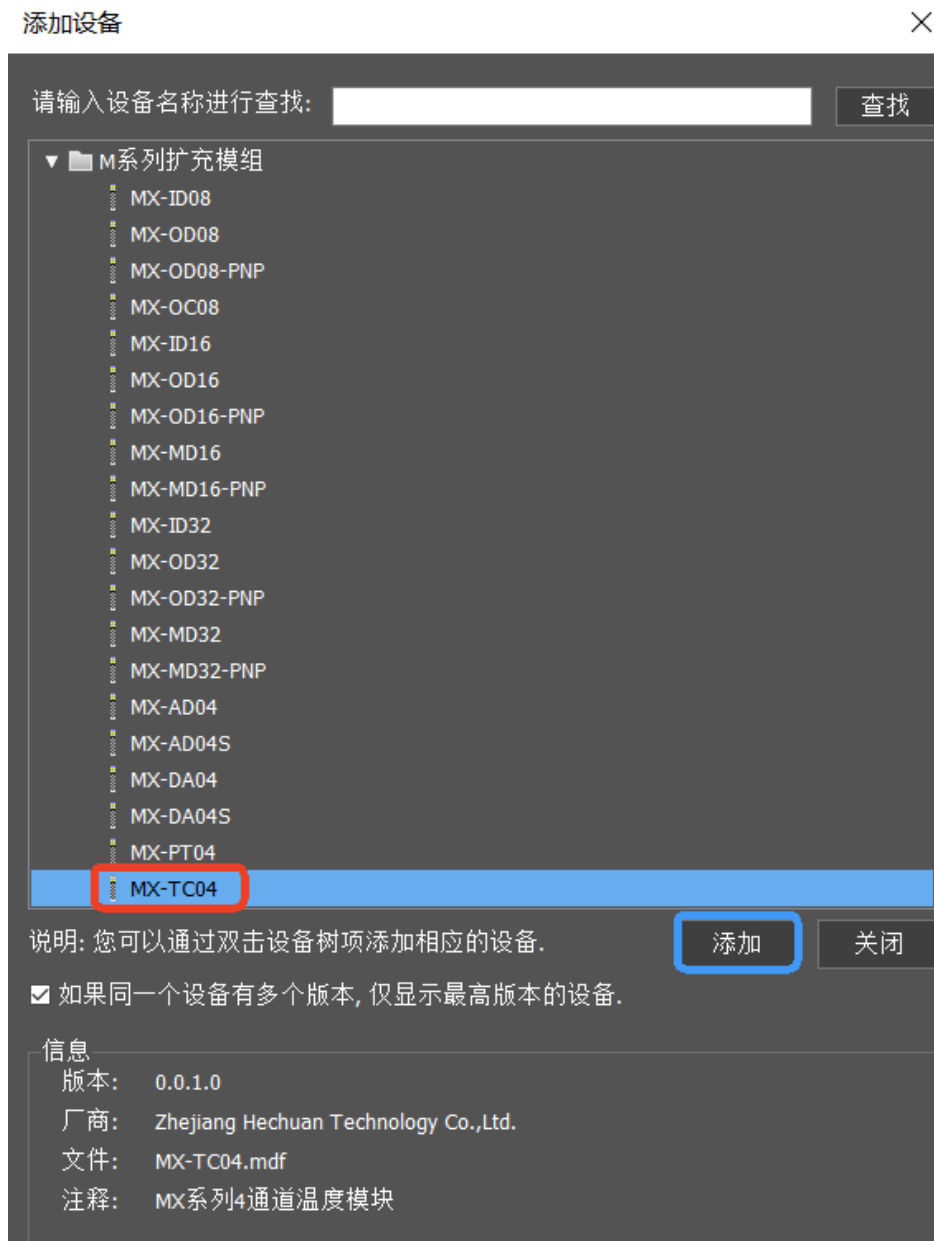 添加设备
请输入设备名称进行查找:
查找
M系列扩充模组
MX-ID08
MX-OD08
MX-OD08-PNP
MX-OC08
MX-ID16
MX-OD16
MX-OD16-PNP
MX-MD16
MX-MD16-PNP
MX-ID32
MX-OD32
MX-OD32-PNP
MX-MD32
MX-MD32-PNP
MX-AD04
MX-AD04S
MX-DA04
MX-DA04S
MX-PT04
MX-TC04
说明: 您可以通过双击设备树项添加相应的设备.
添加
关闭
如果同一个设备有多个版本, 仅显示最高版本的设备.
信息
版本: 0.0.1.0
厂商: Zhejiang Hechuan Technology Co.,Ltd.
文件: MX-TC04.mdf
注释: MX系列4通道温度模块